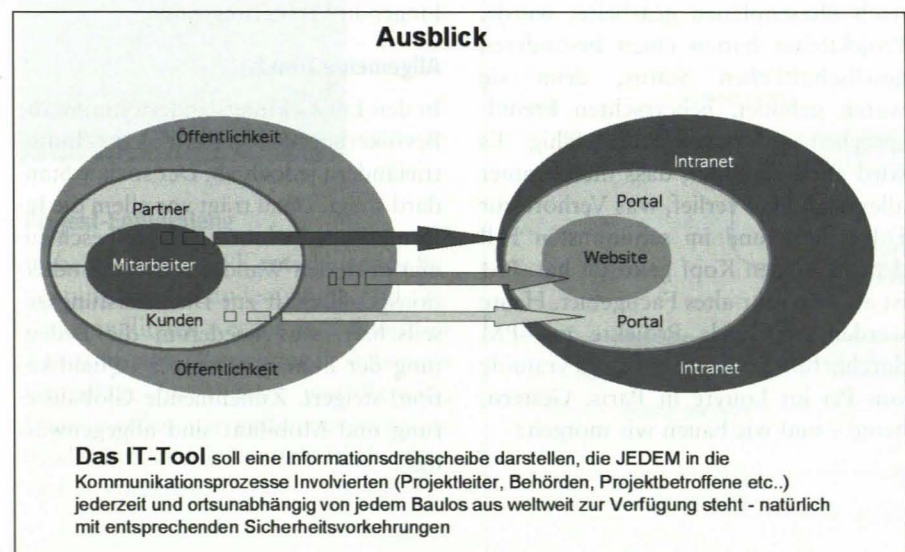 Ausblick
Öffentlichkeit
Partner
Mitarbeiter
Kunden
Öffentlichkeit
Intranet
Portal
Website
Portal
Intranet
Das IT-Tool soll eine Informationsdrehscheibe darstellen, die JEDEM in die
Kommunikationsprozesse Involvierten (Projektleiter, Behörden, Projektbetroffene etc..)
jederzeit und ortsunabhängig von jedem Baulos aus weltweit zur Verfügung steht - natürlich
mit entsprechenden Sicherheitsvorkehrungen